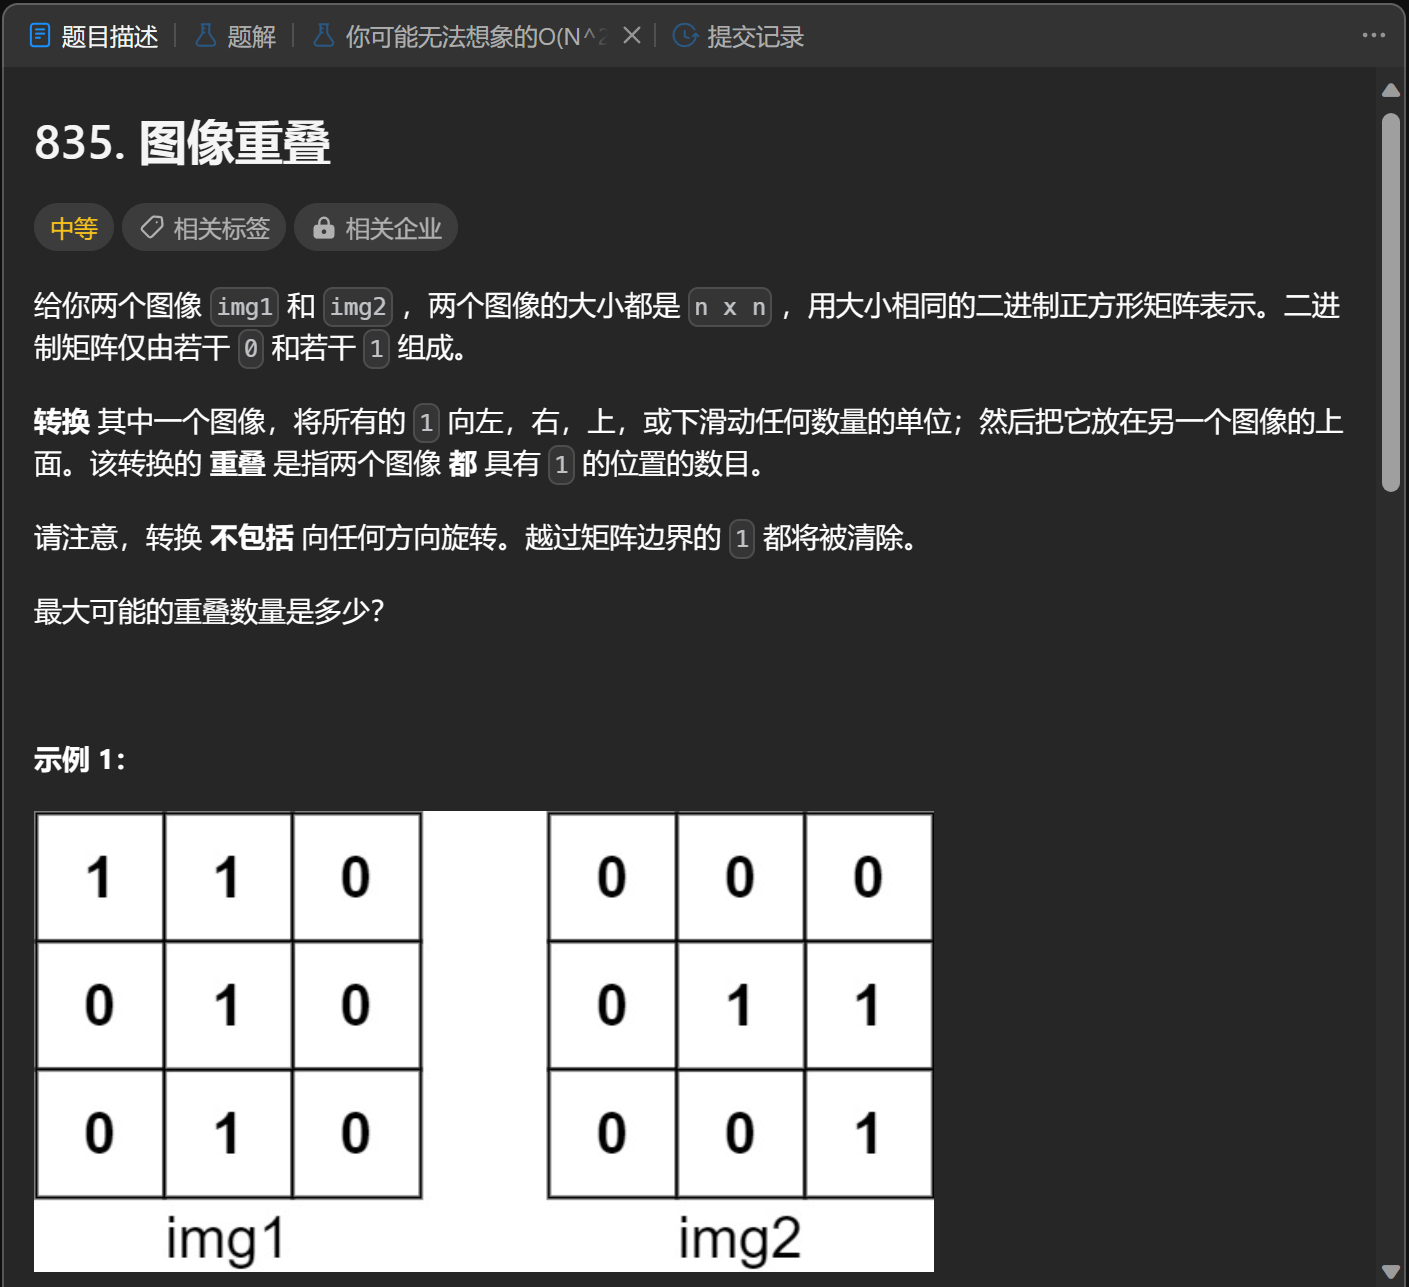 题目描述 题解 你可能无法想象的O(N^2 提交记录
835. 图像重叠
中等 相关标签 相关企业
给你两个图像 img1 和 img2 ，两个图像的大小都是 n x n ，用大小相同的二进制正方形矩阵表示。二进
制矩阵仅由若干 0 和若干 1 组成。
转换 其中一个图像，将所有的 1 向左，右，上，或下滑动任何数量的单位；然后把它放在另一个图像的上
面。该转换的 重叠 是指两个图像 都 具有 1 的位置的数目。
请注意，转换 不包括 向任何方向旋转。越过矩阵边界的 1 都将被清除。
最大可能的重叠数量是多少？
示例 1：
1 1 0 0 0 0
0 1 0 0 1 1
0 1 0 0 0 1
img1 img2